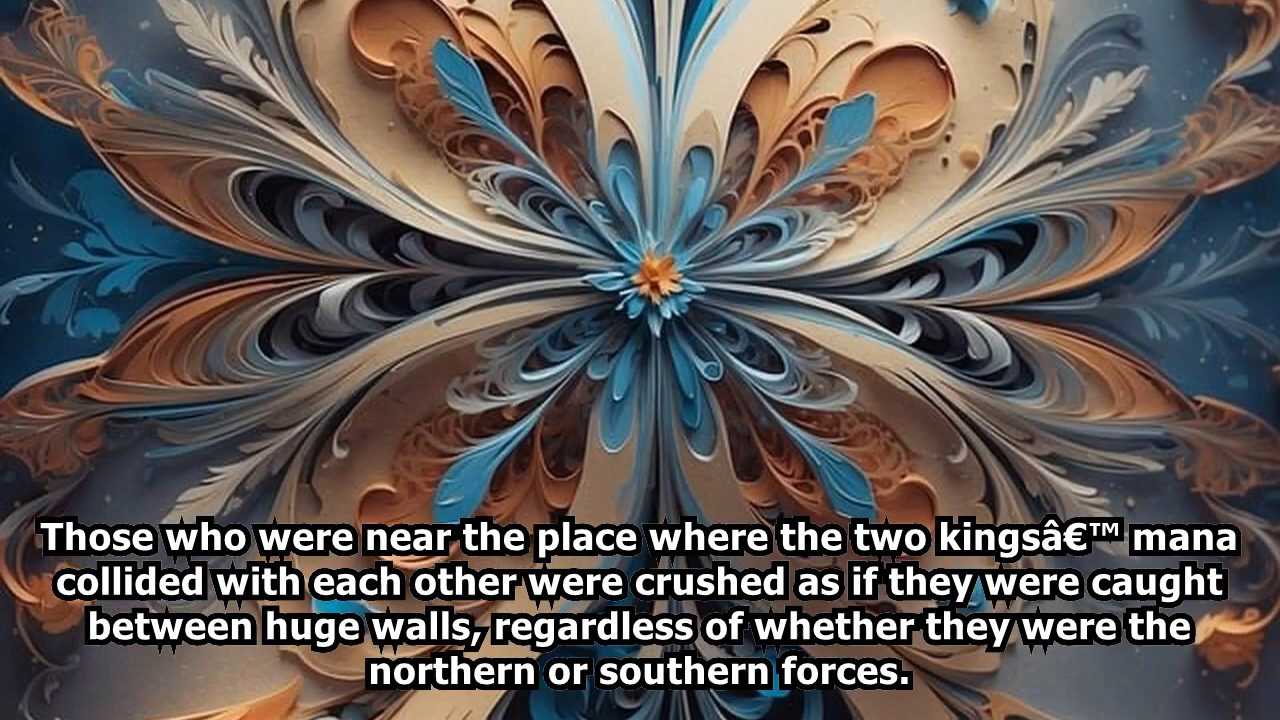 Those who were near the place where the two kingsâ€™ mana
collided with each other were crushed as if they were caught
between huge walls, regardless of whether they were the
northern or southern forces.